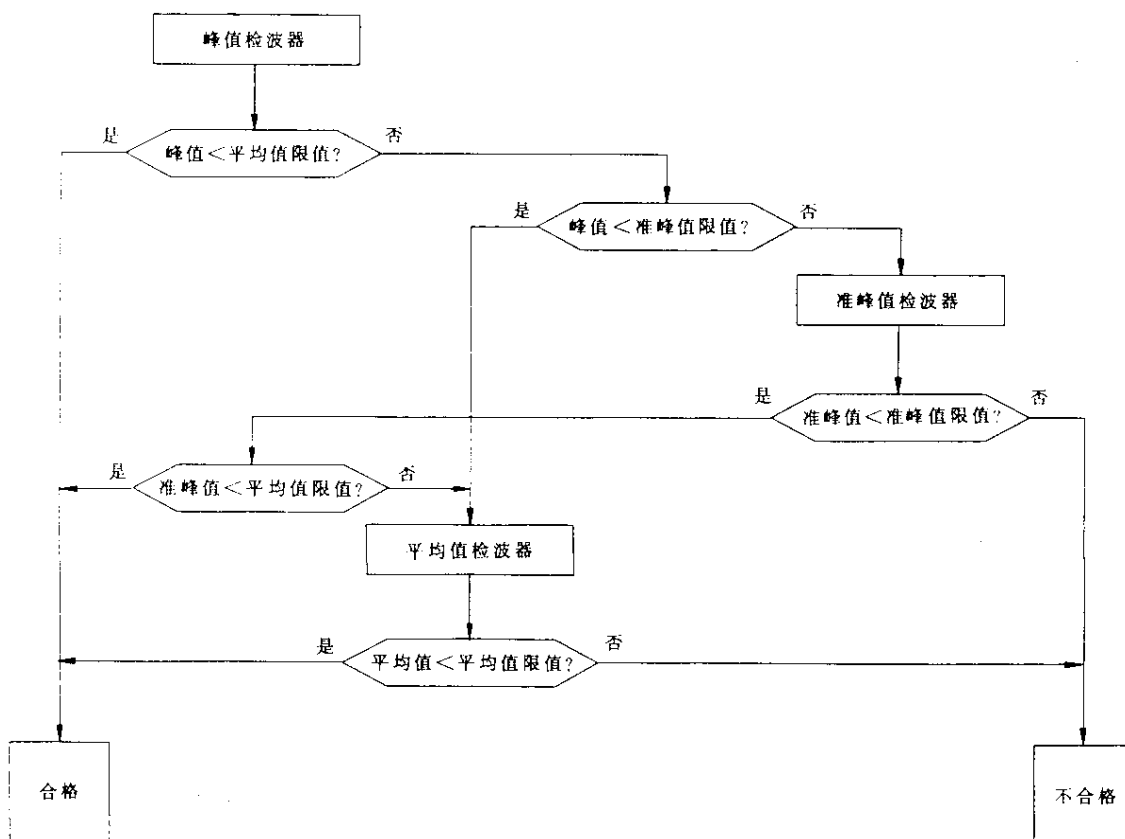 峰值检波器
是
峰值<平均值限值?
否
是
峰值<准峰值限值?
否
准峰值检波器
是
准峰值<准峰值限值?
否
是
准峰值<平均值限值?
否
平均值检波器
是
平均值<平均值限值?
否
合格
不合格